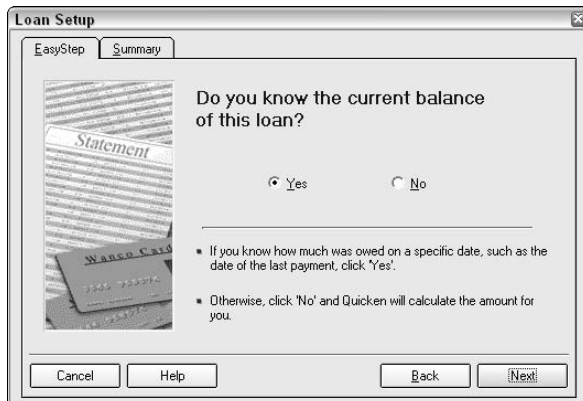 Loan Setup
EasyStep
Summary
Do you know the current balance
of this loan?
Statement
Wanco Card
Yes
No
If you know how much was owed on a specific date, such as the
date of the last payment, click 'Yes'.
Otherwise, click 'No' and Quicken will calculate the amount for
you.
Cancel
Help
Back
Next